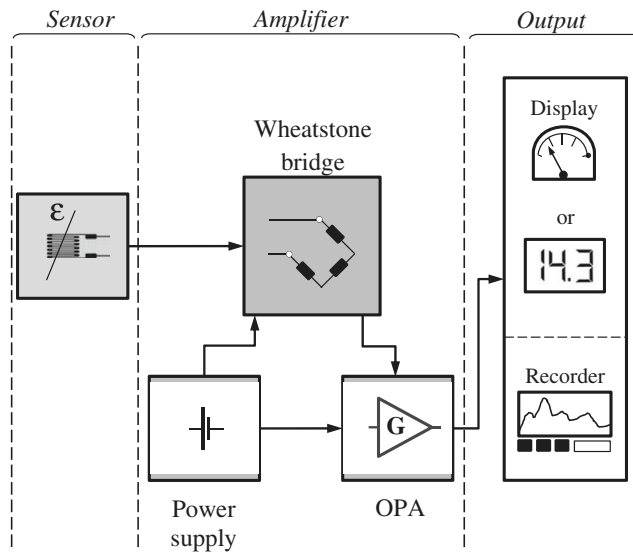 Sensor
Amplifier
Output
Wheatstone
bridge
ε
Display
or
14.3
Recorder
G
Power
supply
OPA